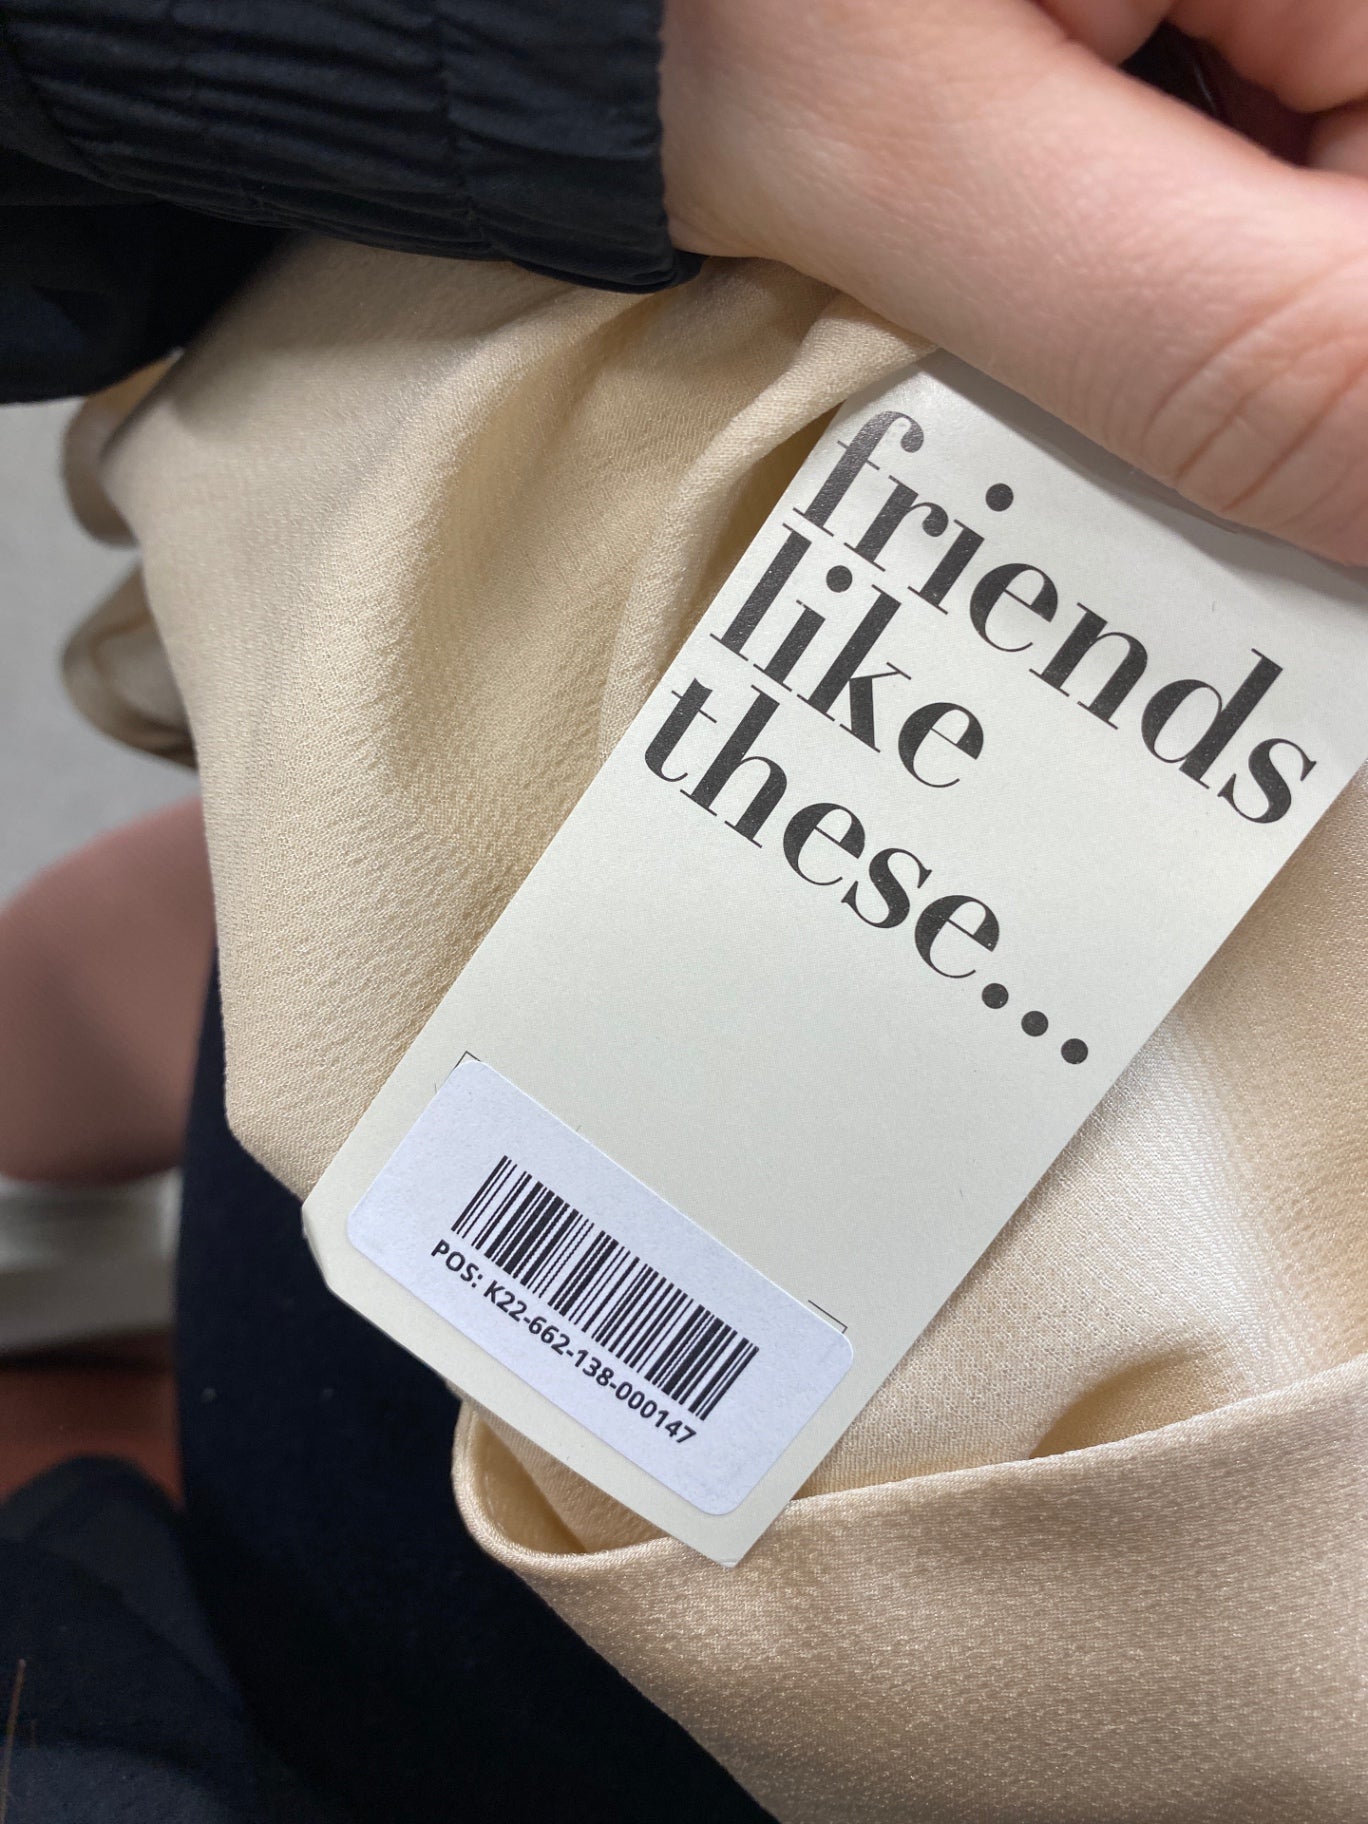 friends
like
these...
POS: K22-662-138-000147